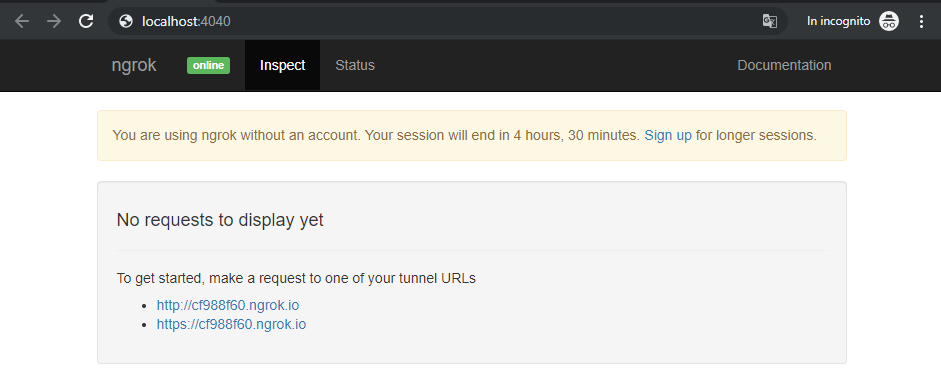 localhost:4040
In incognito
ngrok online Inspect Status Documentation
You are using ngrok without an account. Your session will end in 4 hours, 30 minutes. Sign up for longer sessions.
No requests to display yet
To get started, make a request to one of your tunnel URLs
http://cf988f60.ngrok.io
https://cf988f60.ngrok.io